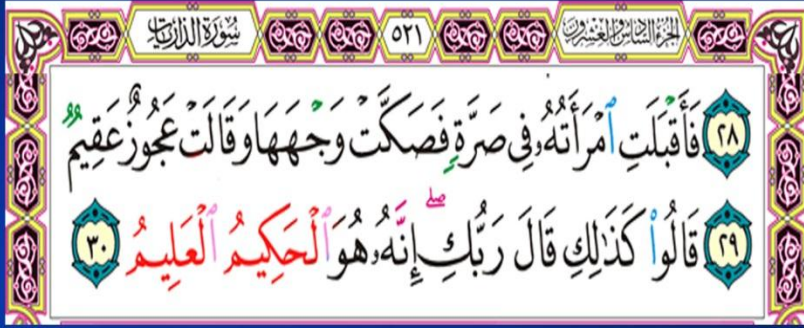 الجزء السادس والعشرون ٥٢١ سورة الذاريات
٢٨ فَأَقْبَلَتِ ٱمْرَأَتُهُۥ فِى صَرَّةٍ فَصَكَّتْ وَجْهَهَا وَقَالَتْ عَجُوزٌ عَقِيمٌ
٢٩ قَالُوا۟ كَذَٰلِكِ قَالَ رَبُّكِ ۖ إِنَّهُۥ هُوَ ٱلْحَكِيمُ ٱلْعَلِيمُ ٣٠